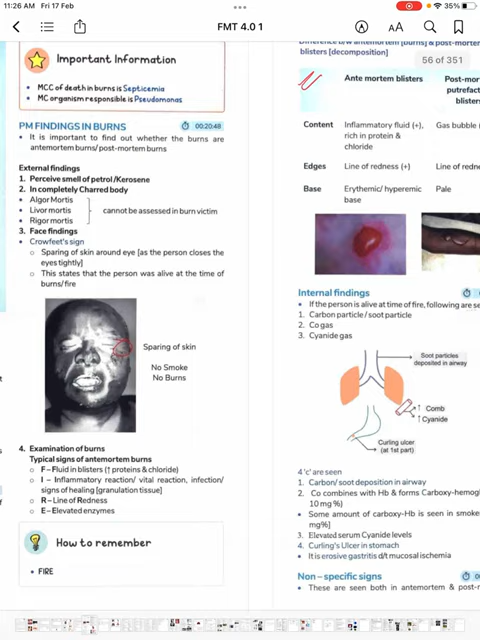 11:26 AM Fri 17 Feb
35%
FMT 4.0 1
56 of 351
Important Information
• MCC of death in burns is Septicemia
• MC organism responsible is Pseudomonas
PM FINDINGS IN BURNS
00:20:48
• It is important to find out whether the burns are
antemortem burns/ post-mortem burns
External findings
1. Perceive smell of petrol /Kerosene
2. In completely Charred body
• Algor Mortis
• Livor mortis
• Rigor mortis
cannot be assessed in burn victim
3. Face findings
• Crowfeet's sign
o Sparing of skin around eye [as the person closes the
eyes tightly]
o This states that the person was alive at the time of
burns/fire
Sparing of skin
No Smoke
No Burns
4. Examination of burns
Typical signs of antemortem burns
o F – Fluid in blisters (↑ proteins & chloride)
o I – Inflammatory reaction/ vital reaction, infection/
signs of healing [granulation tissue]
o R – Line of Redness
o E – Elevated enzymes
How to remember
• FIRE
Difference b/w antemortem [burns] & post-morte
blisters [decomposition]
Ante mortem blisters
Post-mor
putrefact
blister
Content
Inflammatory fluid (+),
rich in protein &
chloride
Gas bubble (
Edges
Line of redness (+)
Line of redne
Base
Erythemic/ hyperemic
base
Pale
Internal findings
• If the person is alive at time of fire, following are se
1. Carbon particle / soot particle
2. Co gas
3. Cyanide gas
Soot particles
deposited in airway
↑ Comb
↑ Cyanide
Curling ulcer
(at 1st part)
4 'c' are seen
1. Carbon/ soot deposition in airway
2. Co combines with Hb & forms Carboxy-hemog
10 mg %)
• Some amount of carboxy-Hb is seen in smoke
mg%]
3. Elevated serum Cyanide levels
4. Curling's Ulcer in stomach
• It is erosive gastritis d/t mucosal ischemia
Non – specific signs
• These are seen both in antemortem & post-r